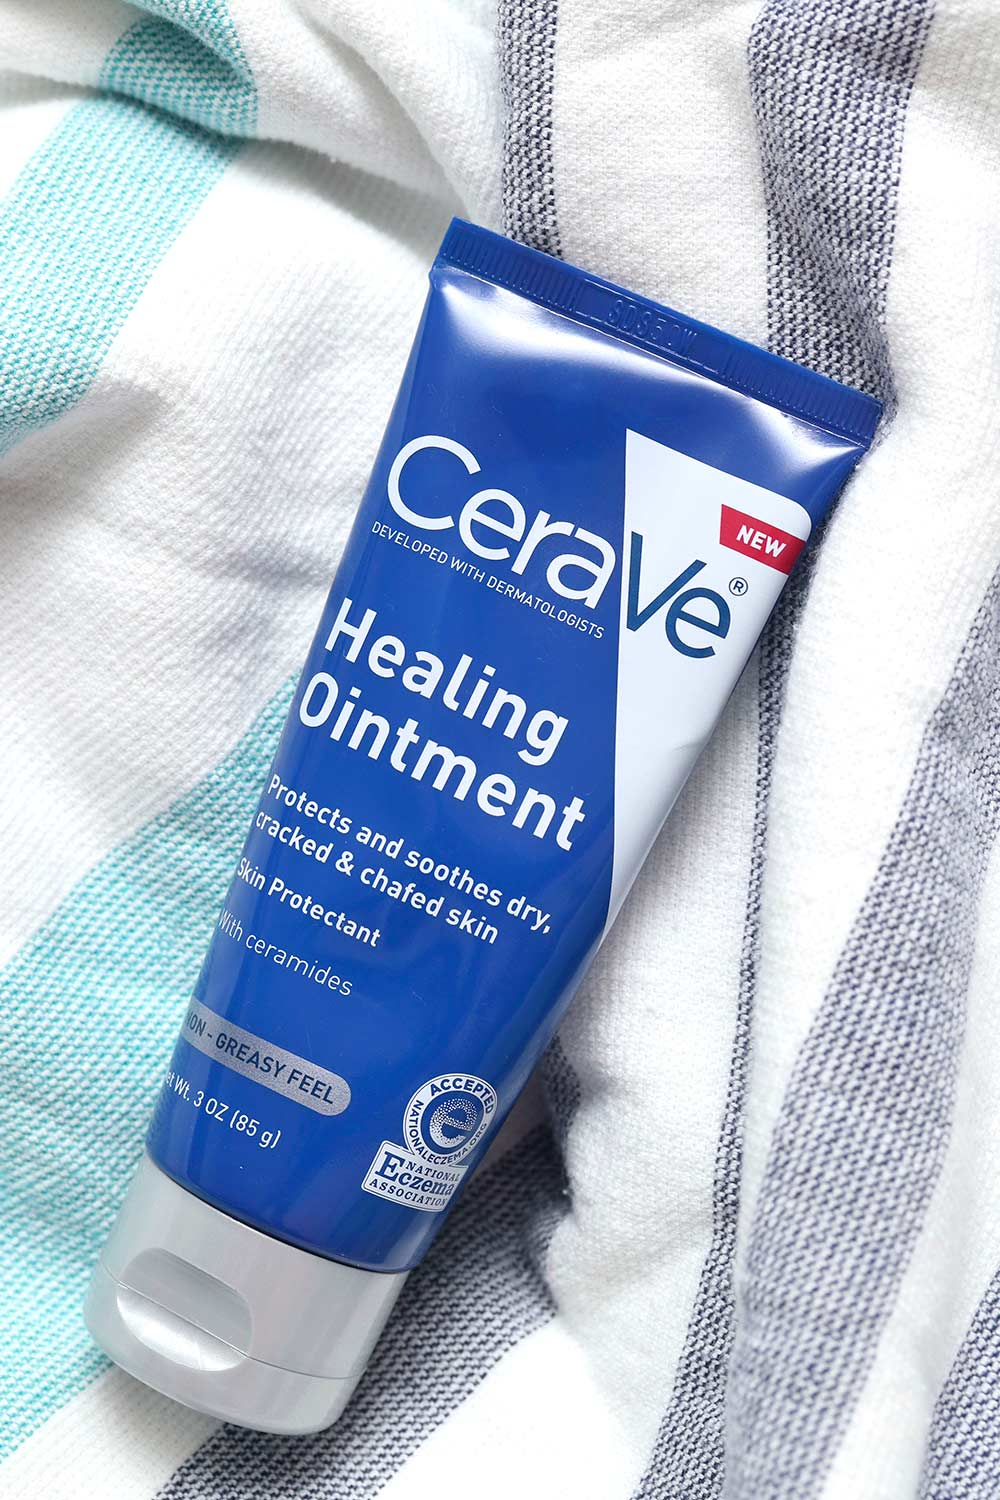 CeraVe®
NEW
DEVELOPED WITH DERMATOLOGISTS
Healing
Ointment
Protects and soothes dry,
cracked & chafed skin
Skin Protectant
With ceramides
- GREASY FEEL
Wt. 3 OZ (85 g)
ACCEPTED
NATIONALECZEMA.ORG
e
NATIONAL
Eczema
ASSOCIATION